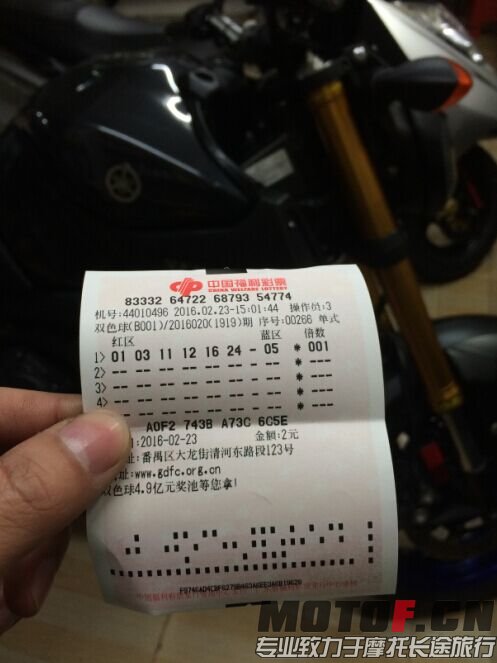 中国福利彩票
CHINA WELFARE LOTTERY
83332 64722 68793 54774
机号:44010496 2016.02.23-15:01:44 操作员:3
双色球(B001)/2016020(1919)期 序号:00266 单式
红区 蓝区 倍数
1> 01 03 11 12 16 24 - 05 * 001
2> -- -- -- -- -- -- - -- *
3> -- -- -- -- -- -- - -- *
4> -- -- -- -- -- -- - -- *
A0F2 743B A73C 6C5E
:2016-02-23 金额:2元
址:番禺区大龙街清河东路段123号
址:www.gdfc.org.cn
双色球4.9亿元奖池等您拿!
MOTOF.CN
专业致力于摩托长途旅行